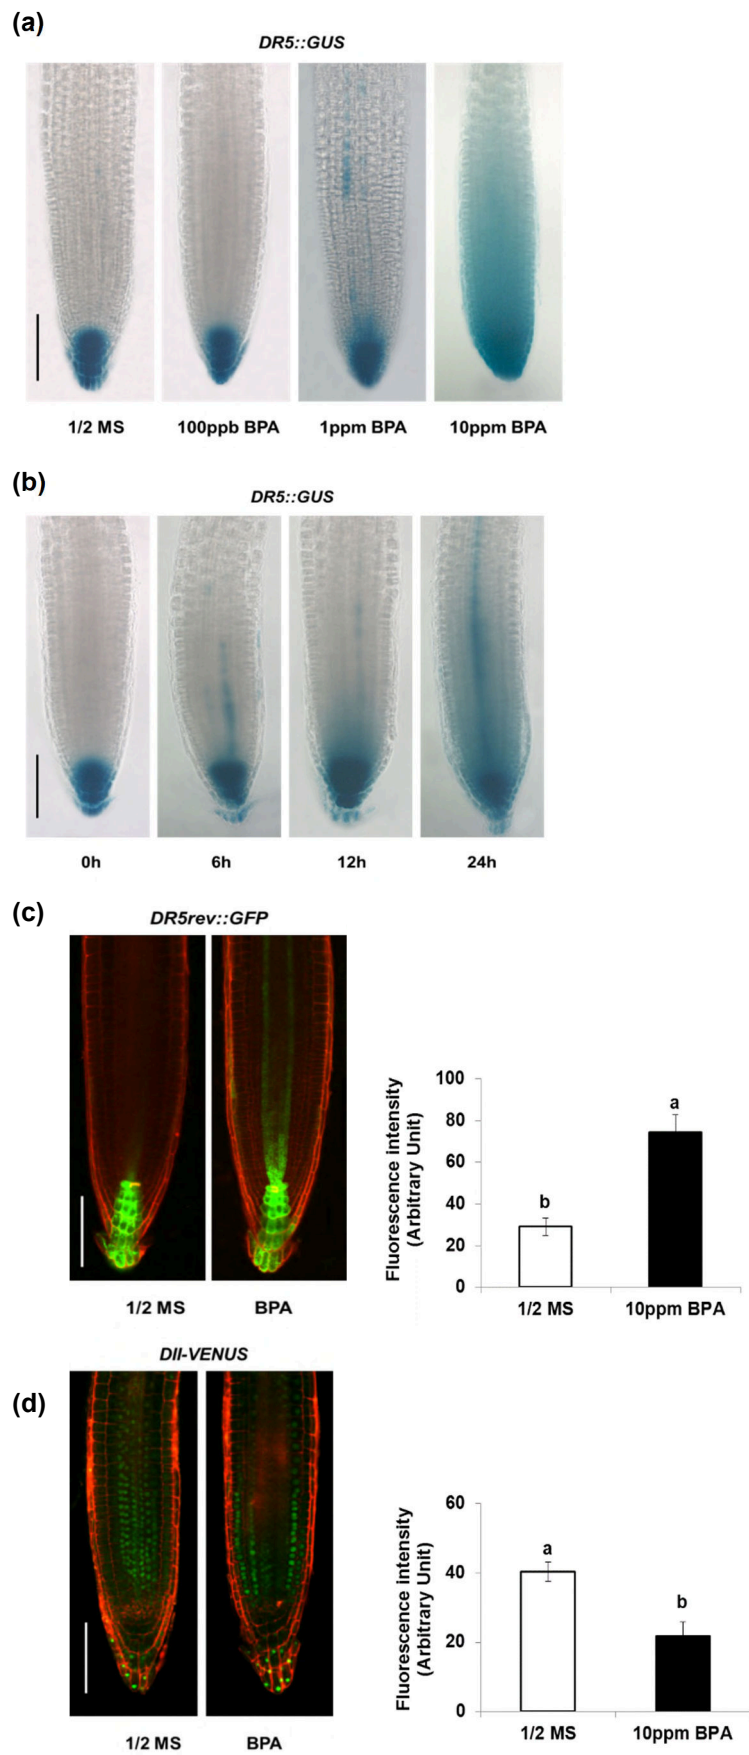 (a)
DR5::GUS
1/2 MS 100ppb BPA 1ppm BPA 10ppm BPA
(b)
DR5::GUS
0h 6h 12h 24h
(c)
DR5rev::GFP
1/2 MS BPA
Fluorescence intensity
(Arbitrary Unit)
100
80
60
40
20
0
b
a
1/2 MS 10ppm BPA
(d)
DII-VENUS
1/2 MS BPA
Fluorescence intensity
(Arbitrary Unit)
60
40
20
0
a
b
1/2 MS 10ppm BPA